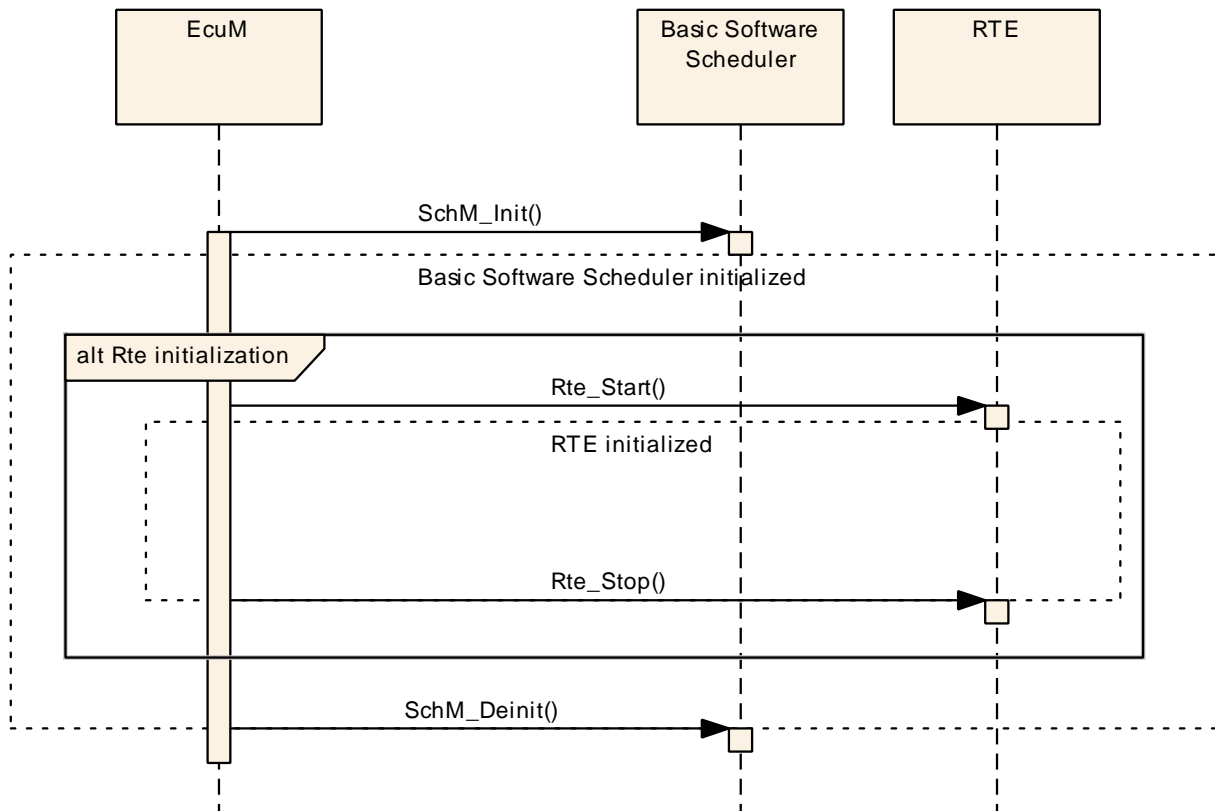 EcuM
Basic Software
Scheduler
RTE
SchM_Init()
Basic Software Scheduler initialized
alt Rte initialization
Rte_Start()
RTE initialized
Rte_Stop()
SchM_Deinit()